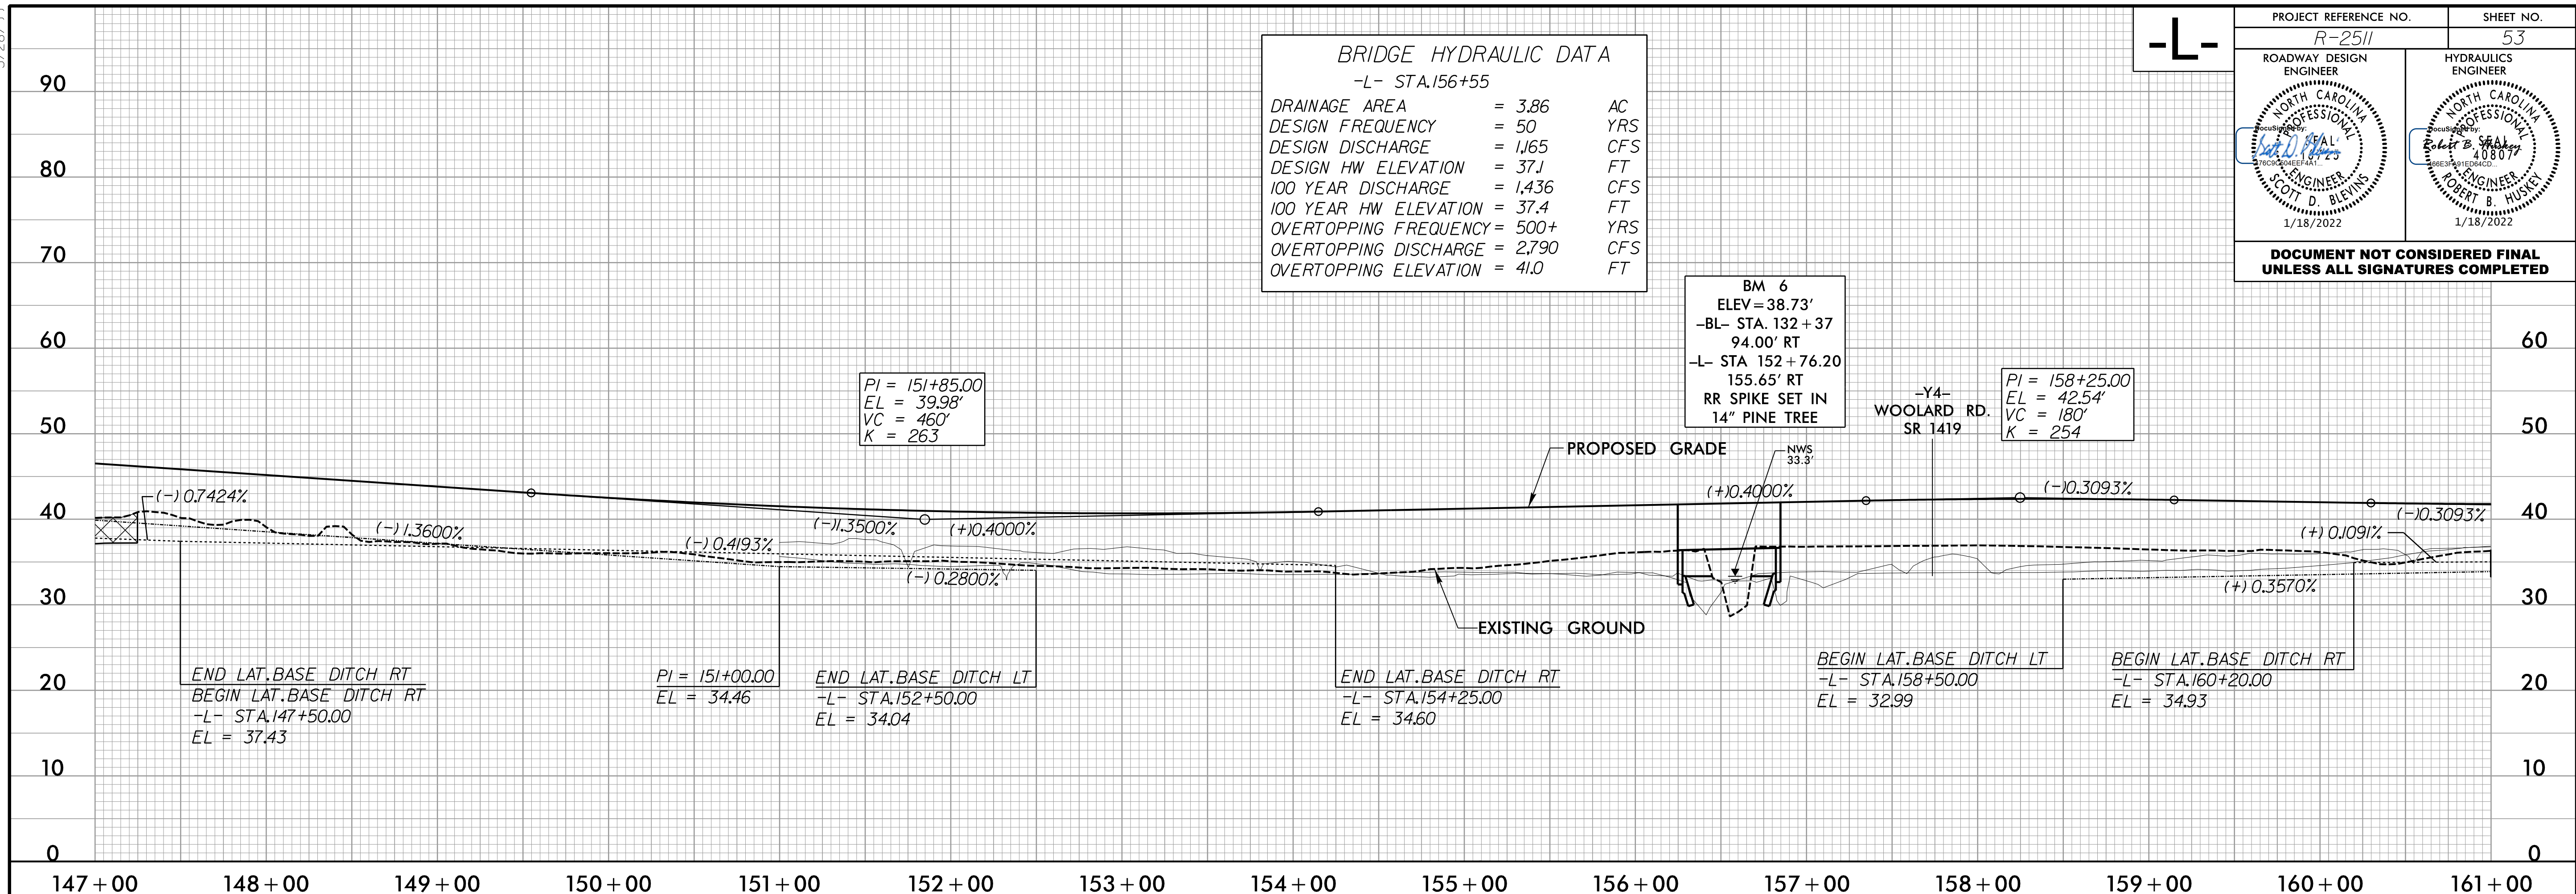 -L-
PROJECT REFERENCE NO.
SHEET NO.
R-2511
53
ROADWAY DESIGN
ENGINEER
HYDRAULICS
ENGINEER
NORTH CAROLINA
PROFESSIONAL
SEAL
ENGINEER
SCOTT D. BLEVINS
DocuSigned by:
1/18/2022
NORTH CAROLINA
PROFESSIONAL
SEAL
40807
ENGINEER
ROBERT B. HUSKEY
DocuSigned by:
Robert B. Huskey
1/18/2022
DOCUMENT NOT CONSIDERED FINAL
UNLESS ALL SIGNATURES COMPLETED
BRIDGE HYDRAULIC DATA
-L- STA.156+55
DRAINAGE AREA = 3.86 AC
DESIGN FREQUENCY = 50 YRS
DESIGN DISCHARGE = 1,165 CFS
DESIGN HW ELEVATION = 37.1 FT
100 YEAR DISCHARGE = 1,436 CFS
100 YEAR HW ELEVATION = 37.4 FT
OVERTOPPING FREQUENCY = 500+ YRS
OVERTOPPING DISCHARGE = 2,790 CFS
OVERTOPPING ELEVATION = 41.0 FT
BM 6
ELEV=38.73'
-BL- STA. 132+37
94.00' RT
-L- STA 152+76.20
155.65' RT
RR SPIKE SET IN
14" PINE TREE
PI = 151+85.00
EL = 39.98'
VC = 460'
K = 263
-Y4-
WOOLARD RD.
SR 1419
PI = 158+25.00
EL = 42.54'
VC = 180'
K = 254
PROPOSED GRADE
NWS
33.3'
(-) 0.7424%
(-) 1.3600%
(-) 0.4193%
(-)1.3500%
(+)0.4000%
(-) 0.2800%
(+)0.4000%
(-)0.3093%
(-)0.3093%
(+) 0.1091%
(+) 0.3570%
EXISTING GROUND
END LAT.BASE DITCH RT
BEGIN LAT.BASE DITCH RT
-L- STA.147+50.00
EL = 37.43
PI = 151+00.00
EL = 34.46
END LAT.BASE DITCH LT
-L- STA.152+50.00
EL = 34.04
END LAT.BASE DITCH RT
-L- STA.154+25.00
EL = 34.60
BEGIN LAT.BASE DITCH LT
-L- STA.158+50.00
EL = 32.99
BEGIN LAT.BASE DITCH RT
-L- STA.160+20.00
EL = 34.93
90
80
70
60
50
40
30
20
10
0
60
50
40
30
20
10
0
147+00
148+00
149+00
150+00
151+00
152+00
153+00
154+00
155+00
156+00
157+00
158+00
159+00
160+00
161+00